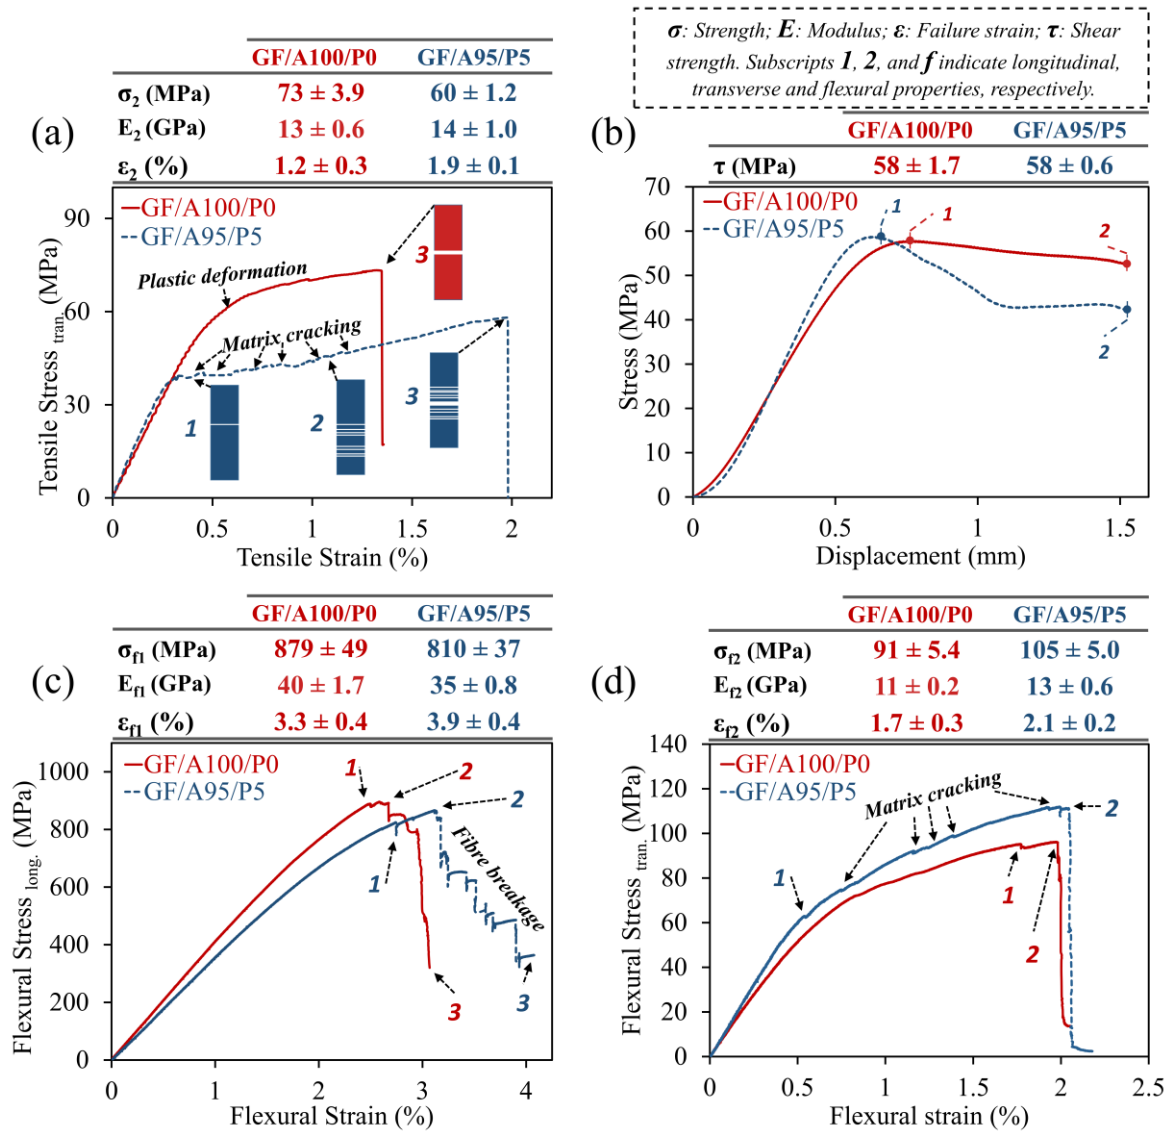 σ: Strength; E: Modulus; ε: Failure strain; τ: Shear
strength. Subscripts 1, 2, and f indicate longitudinal,
transverse and flexural properties, respectively.
(a)
GF/A100/P0 GF/A95/P5
σ2 (MPa) 73 ± 3.9 60 ± 1.2
E2 (GPa) 13 ± 0.6 14 ± 1.0
ε2 (%) 1.2 ± 0.3 1.9 ± 0.1
GF/A100/P0
GF/A95/P5
Plastic deformation
Matrix cracking
1
2
3
3
Tensile Stress tran. (MPa)
90
60
30
0
0 0.5 1 1.5 2
Tensile Strain (%)
(b)
GF/A100/P0 GF/A95/P5
τ (MPa) 58 ± 1.7 58 ± 0.6
GF/A100/P0
GF/A95/P5
1
1
2
2
Stress (MPa)
70
60
50
40
30
20
10
0
0 0.5 1 1.5
Displacement (mm)
(c)
GF/A100/P0 GF/A95/P5
σf1 (MPa) 879 ± 49 810 ± 37
Ef1 (GPa) 40 ± 1.7 35 ± 0.8
εf1 (%) 3.3 ± 0.4 3.9 ± 0.4
GF/A100/P0
GF/A95/P5
1
2
2
1
Fibre breakage
3
3
Flexural Stress long. (MPa)
1000
800
600
400
200
0
0 1 2 3 4
Flexural Strain (%)
(d)
GF/A100/P0 GF/A95/P5
σf2 (MPa) 91 ± 5.4 105 ± 5.0
Ef2 (GPa) 11 ± 0.2 13 ± 0.6
εf2 (%) 1.7 ± 0.3 2.1 ± 0.2
GF/A100/P0
GF/A95/P5
Matrix cracking
2
1
1
2
Flexural Stress tran. (MPa)
140
120
100
80
60
40
20
0
0 0.5 1 1.5 2 2.5
Flexural strain (%)